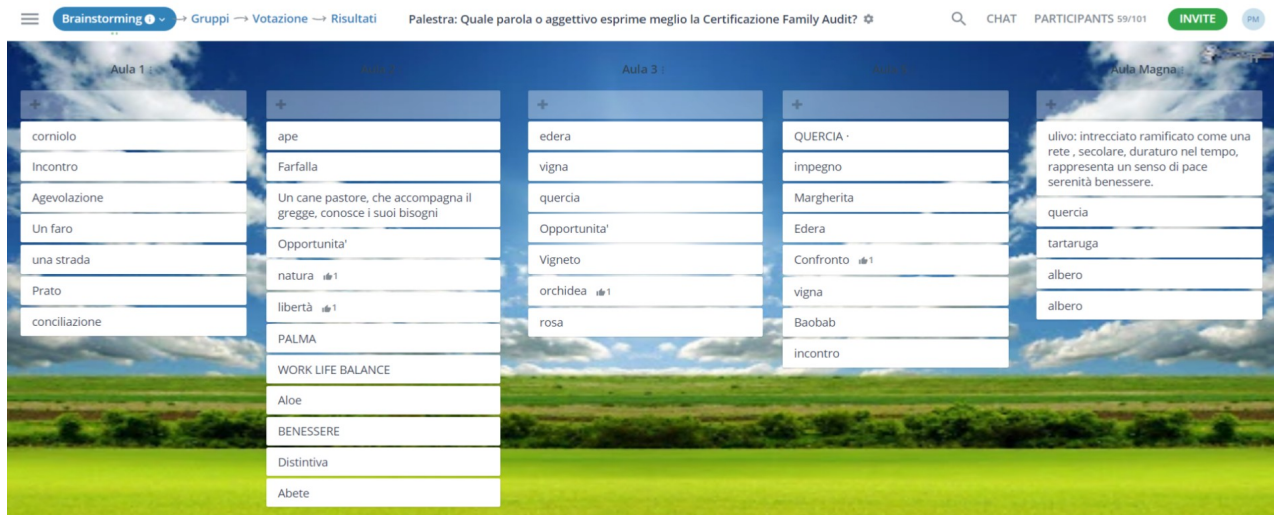 Brainstorming → Gruppi → Votazione → Risultati
Palestra: Quale parola o aggettivo esprime meglio la Certificazione Family Audit?
CHAT
PARTICIPANTS 59/101
INVITE
PM
Aula 1
+
corniolo
Incontro
Agevolazione
Un faro
una strada
Prato
conciliazione
+
ape
Farfalla
Un cane pastore, che accompagna il
gregge, conosce i suoi bisogni
Opportunita'
natura 1
libertà 1
PALMA
WORK LIFE BALANCE
Aloe
BENESSERE
Distintiva
Abete
Aula 3
+
edera
vigna
quercia
Opportunita'
Vigneto
orchidea 1
rosa
+
QUERCIA ·
impegno
Margherita
Edera
Confronto 1
vigna
Baobab
incontro
Aula Magna
+
ulivo: intrecciato ramificato come una
rete , secolare, duraturo nel tempo,
rappresenta un senso di pace
serenità benessere.
quercia
tartaruga
albero
albero